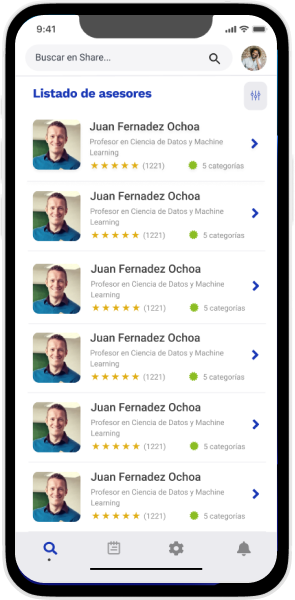 9:41
Buscar en Share...
Listado de asesores
Juan Fernadez Ochoa
Profesor en Ciencia de Datos y Machine
Learning
(1221) 5 categorías
Juan Fernadez Ochoa
Profesor en Ciencia de Datos y Machine
Learning
(1221) 5 categorías
Juan Fernadez Ochoa
Profesor en Ciencia de Datos y Machine
Learning
(1221) 5 categorías
Juan Fernadez Ochoa
Profesor en Ciencia de Datos y Machine
Learning
(1221) 5 categorías
Juan Fernadez Ochoa
Profesor en Ciencia de Datos y Machine
Learning
(1221) 5 categorías
Juan Fernadez Ochoa
Profesor en Ciencia de Datos y Machine
Learning
(1221) 5 categorías